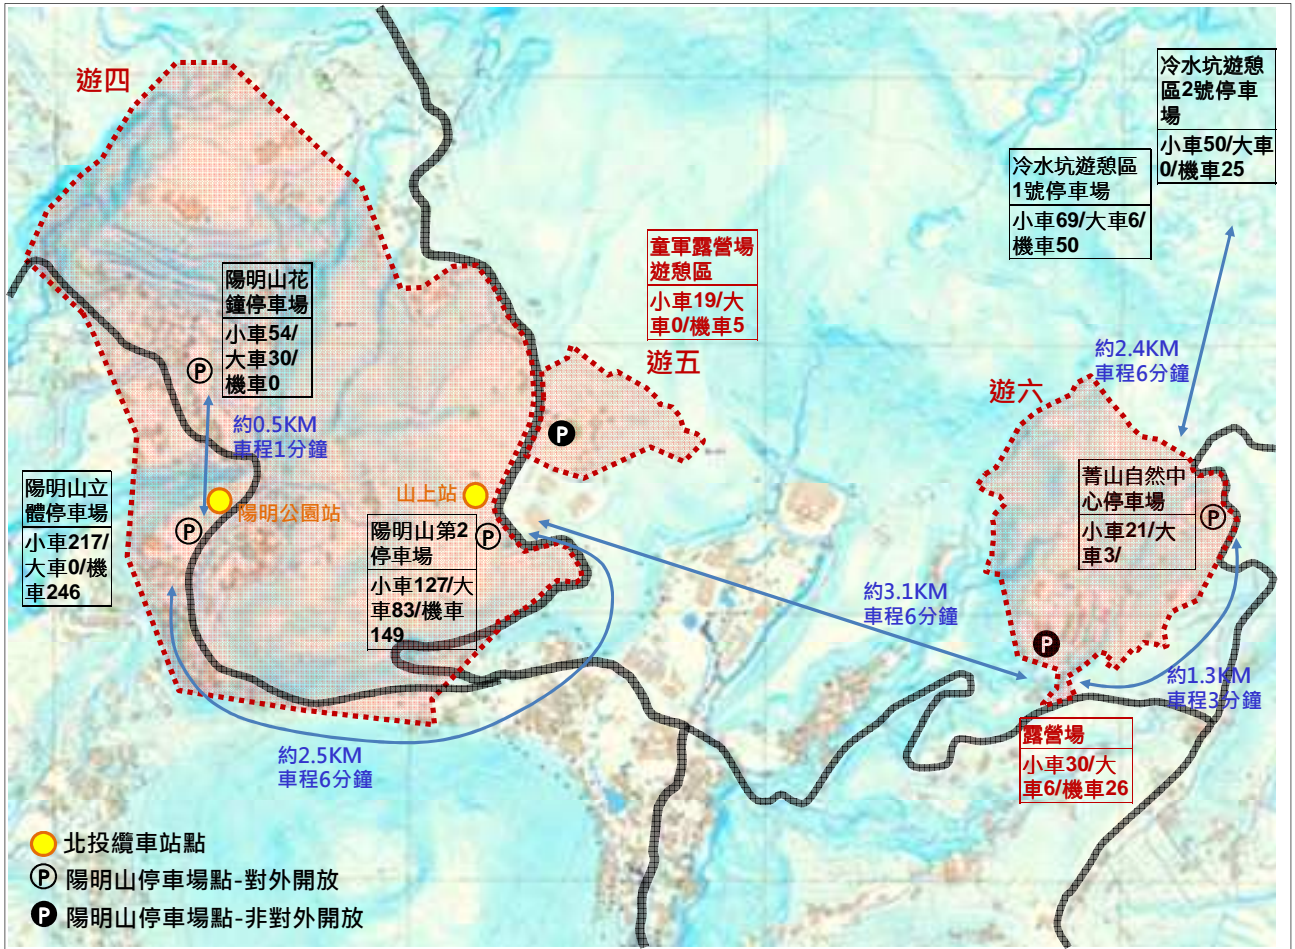 遊四
陽明山花
鐘停車場
小車54/
大車30/
機車0
約0.5KM
車程1分鐘
陽明山立
體停車場
小車217/
大車0/機
車246
陽明公園站
山上站
陽明山第2
停車場
小車127/大
車83/機車
149
約2.5KM
車程6分鐘
童軍露營場
遊憩區
小車19/大
車0/機車5
遊五
約3.1KM
車程6分鐘
冷水坑遊憩
區2號停車
場
小車50/大車
0/機車25
冷水坑遊憩區
1號停車場
小車69/大車6/
機車50
約2.4KM
車程6分鐘
遊六
菁山自然中
心停車場
小車21/大
車3/
約1.3KM
車程3分鐘
露營場
小車30/大
車6/機車26
P
P
P
P
P
P
北投纜車站點
P 陽明山停車場點-對外開放
P 陽明山停車場點-非對外開放